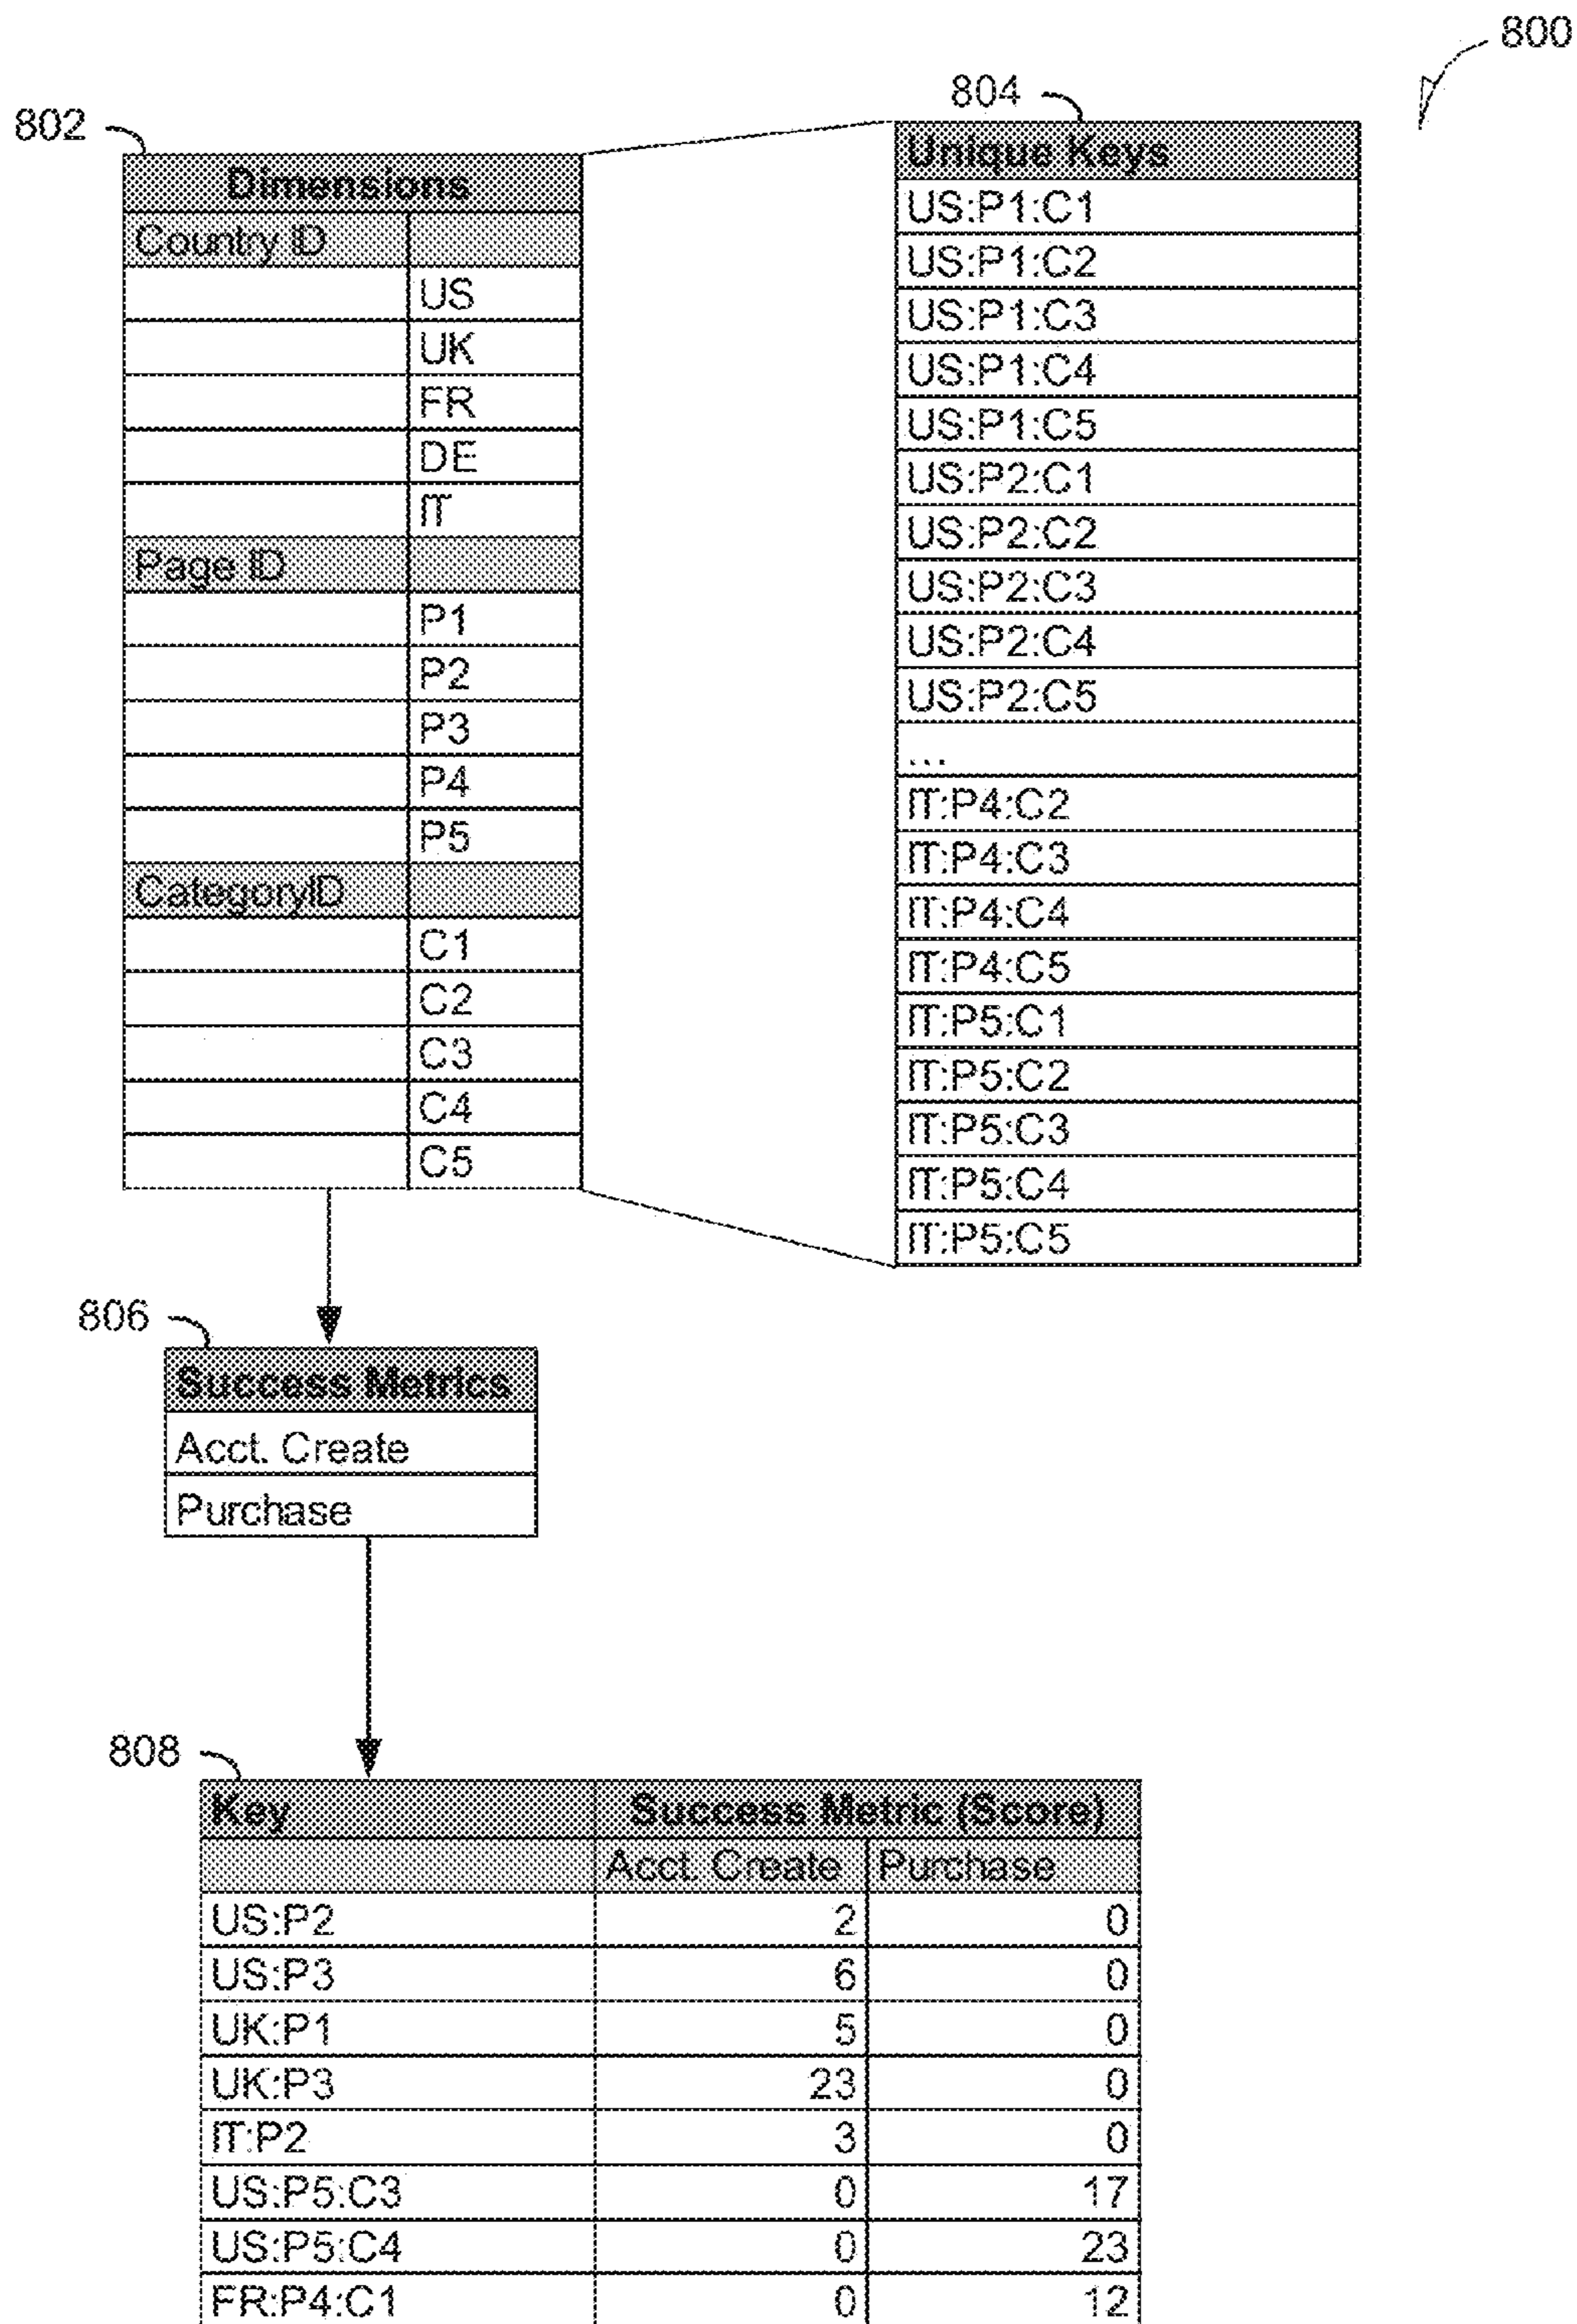 800
802
Dimensions
Country ID
US
UK
FR
DE
IT
Page ID
P1
P2
P3
P4
P5
CategoryID
C1
C2
C3
C4
C5
804
Unique Keys
US:P1:C1
US:P1:C2
US:P1:C3
US:P1:C4
US:P1:C5
US:P2:C1
US:P2:C2
US:P2:C3
US:P2:C4
US:P2:C5
...
IT:P4:C2
IT:P4:C3
IT:P4:C4
IT:P4:C5
IT:P5:C1
IT:P5:C2
IT:P5:C3
IT:P5:C4
IT:P5:C5
806
Success Metrics
Acct. Create
Purchase
808
Key Success Metric (Score)
Acct. Create Purchase
US:P2 2 0
US:P3 6 0
UK:P1 5 0
UK:P3 23 0
IT:P2 3 0
US:P5:C3 0 17
US:P5:C4 0 23
FR:P4:C1 0 12